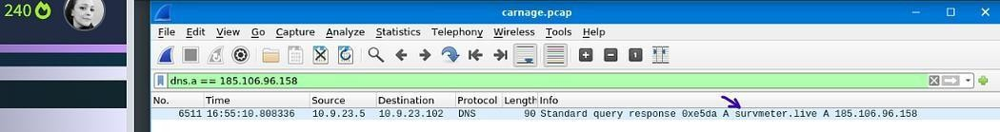 240
carnage.pcap
File Edit View Go Capture Analyze Statistics Telephony Wireless Tools Help
dns.a == 185.106.96.158
No. Time Source Destination Protocol Length Info
6511 16:55:10.808336 10.9.23.5 10.9.23.102 DNS 90 Standard query response 0xe5da A survmeter.live A 185.106.96.158